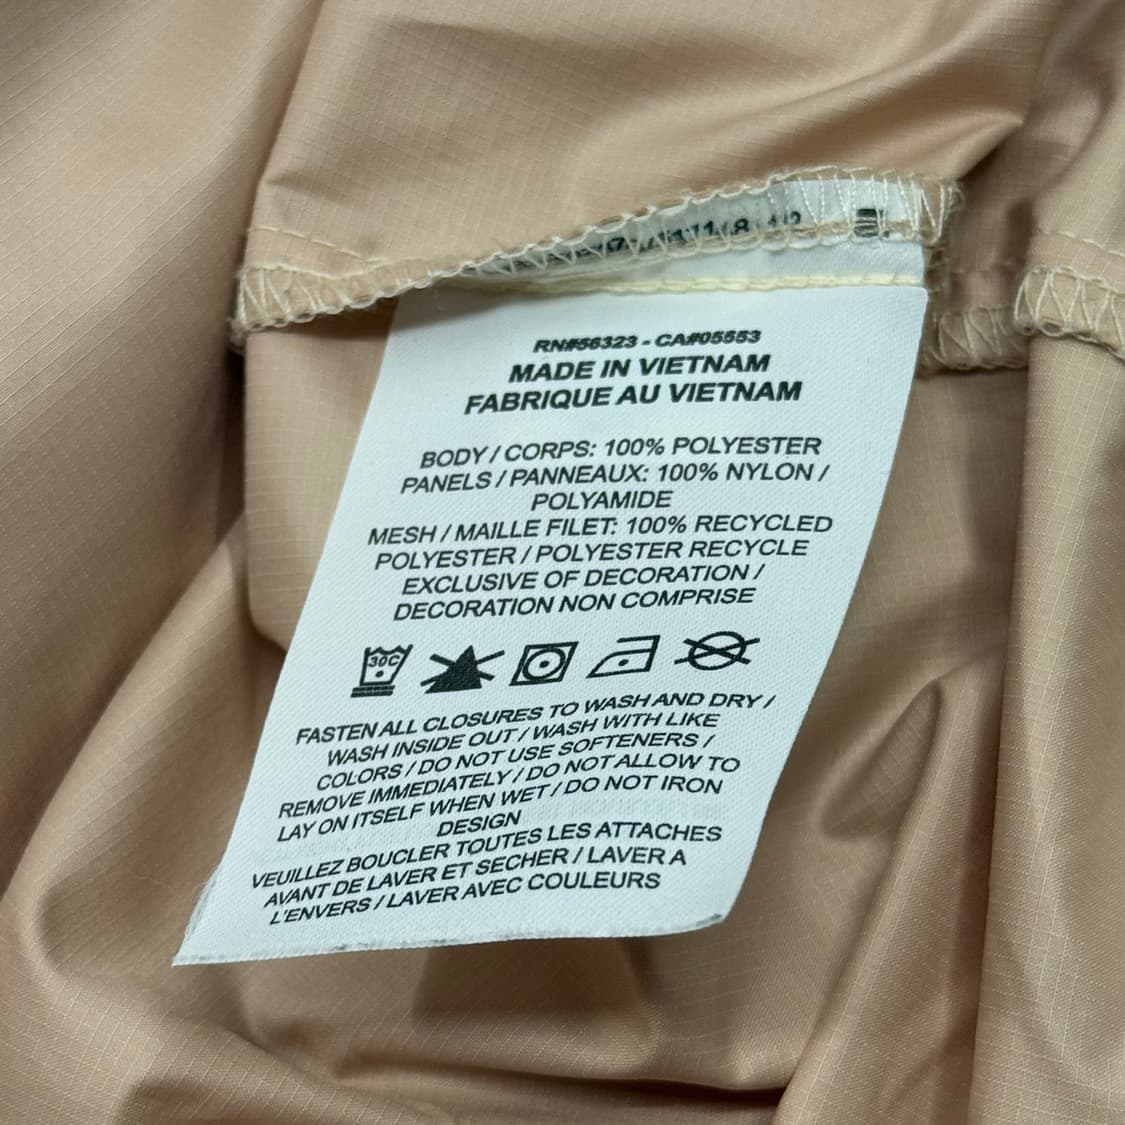 RN#56323 - CA#05553
MADE IN VIETNAM
FABRIQUE AU VIETNAM
BODY / CORPS: 100% POLYESTER
PANELS / PANNEAUX: 100% NYLON /
POLYAMIDE
MESH / MAILLE FILET: 100% RECYCLED
POLYESTER / POLYESTER RECYCLE
EXCLUSIVE OF DECORATION /
DECORATION NON COMPRISE
30C
FASTEN ALL CLOSURES TO WASH AND DRY /
WASH INSIDE OUT / WASH WITH LIKE
COLORS / DO NOT USE SOFTENERS /
REMOVE IMMEDIATELY / DO NOT ALLOW TO
LAY ON ITSELF WHEN WET / DO NOT IRON
DESIGN
VEUILLEZ BOUCLER TOUTES LES ATTACHES
AVANT DE LAVER ET SECHER / LAVER A
L'ENVERS / LAVER AVEC COULEURS